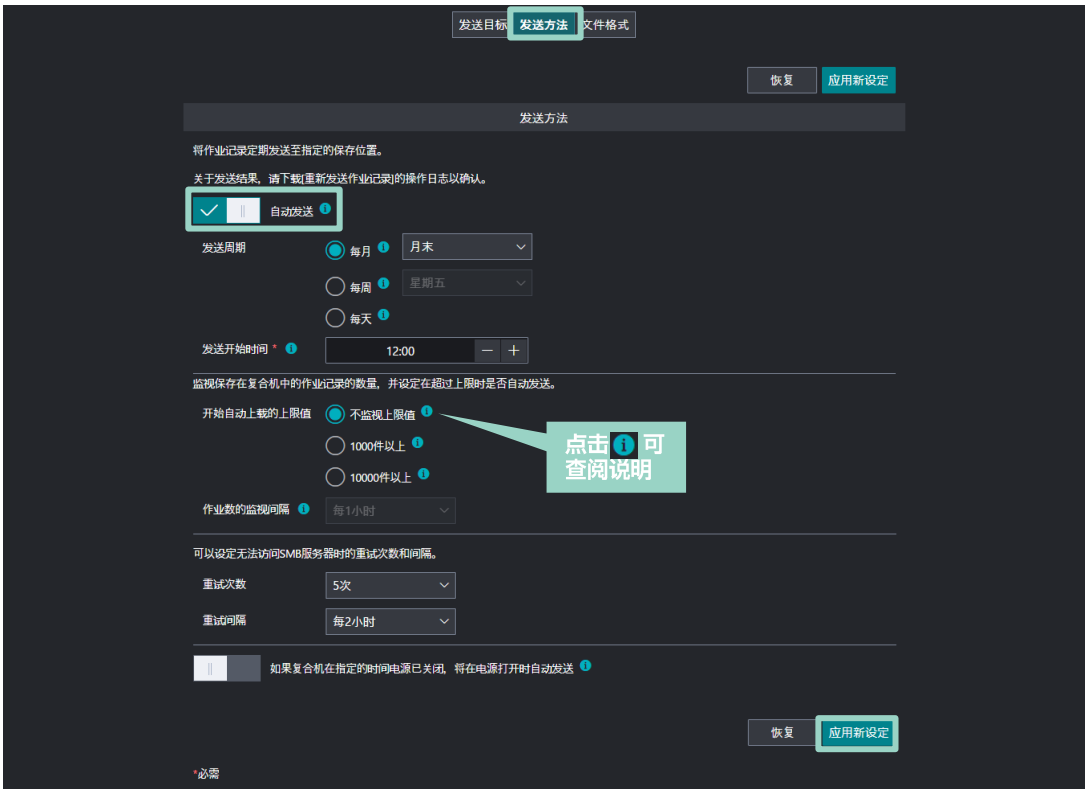 发送目标 发送方法 文件格式
恢复 应用新设定
发送方法
将作业记录定期发送至指定的保存位置。
关于发送结果，请下载[重新发送作业记录]的操作日志以确认。
自动发送
发送周期 每月 月末
每周 星期五
每天
发送开始时间 * 12:00
监视保存在复合机中的作业记录的数量，并设定在超过上限时是否自动发送。
开始自动上载的上限值 不监视上限值
1000件以上
点击 i 可
查阅说明
10000件以上
作业数的监视间隔 每1小时
可以设定无法访问SMB服务器时的重试次数和间隔。
重试次数 5次
重试间隔 每2小时
如果复合机在指定的时间电源已关闭，将在电源打开时自动发送
恢复 应用新设定
*必需